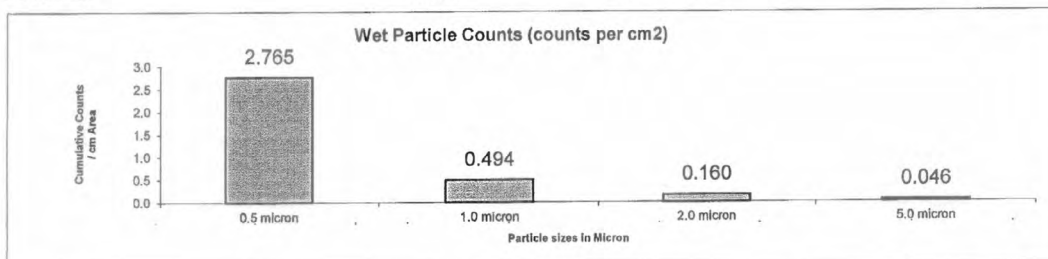 Wet Particle Counts (counts per cm2)
2.765
0.494
0.160
0.046
Cumulative Counts
/ cm Area
3.0
2.5
2.0
1.5
1.0
0.5
0.0
0.5 micron
1.0 micron
2.0 micron
5.0 micron
Particle sizes in Micron